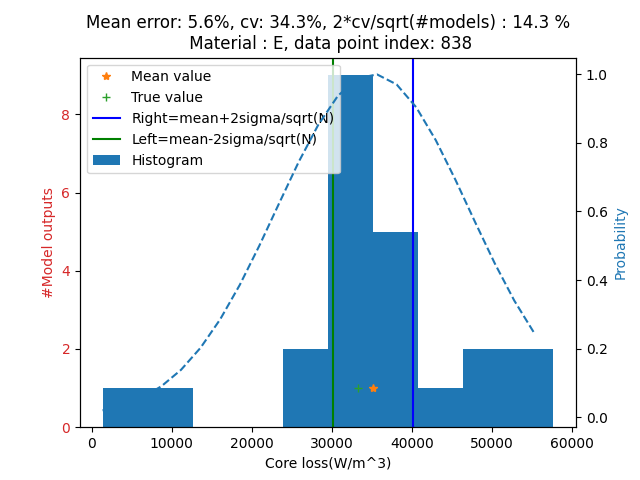 Mean error: 5.6%, cv: 34.3%, 2*cv/sqrt(#models) : 14.3 %
Material : E, data point index: 838
Mean value
True value
Right=mean+2sigma/sqrt(N)
Left=mean-2sigma/sqrt(N)
Histogram
#Model outputs
8
6
4
2
0
1.0
0.8
0.6
0.4
0.2
0.0
Probability
0 10000 20000 30000 40000 50000 60000
Core loss(W/m^3)